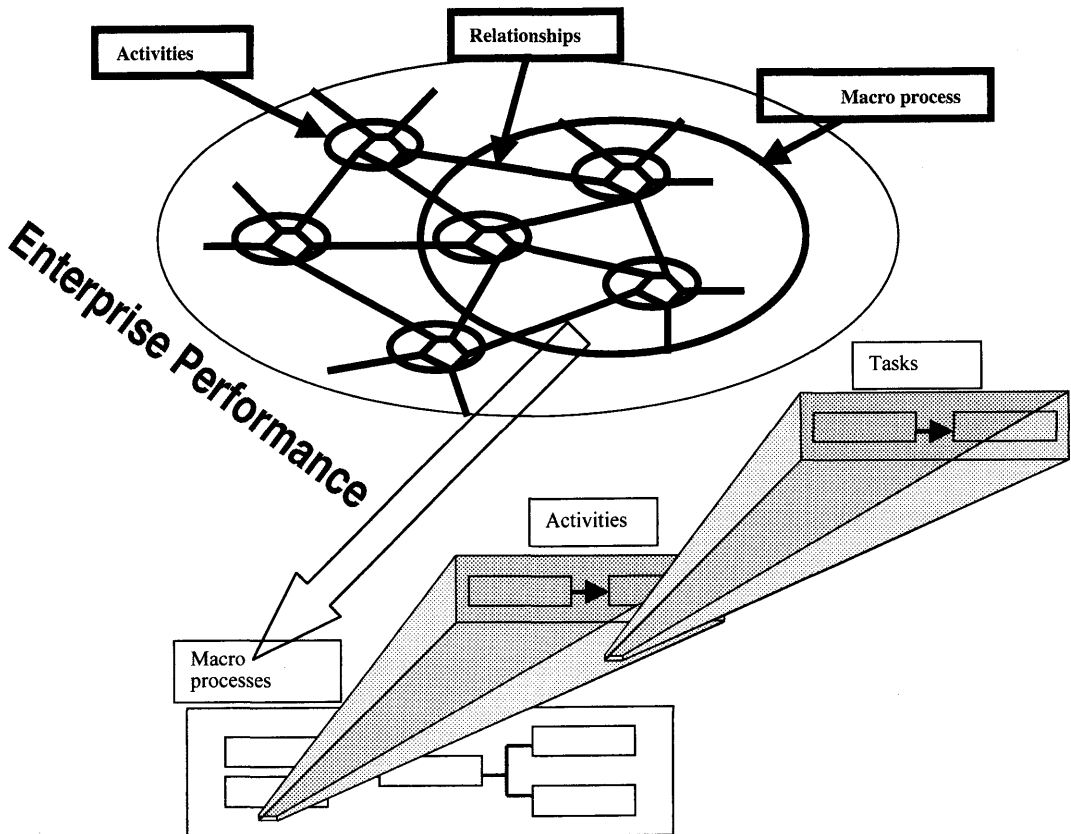 Relationships
Activities
Macro process
Enterprise Performance
Tasks
Activities
Macro
processes